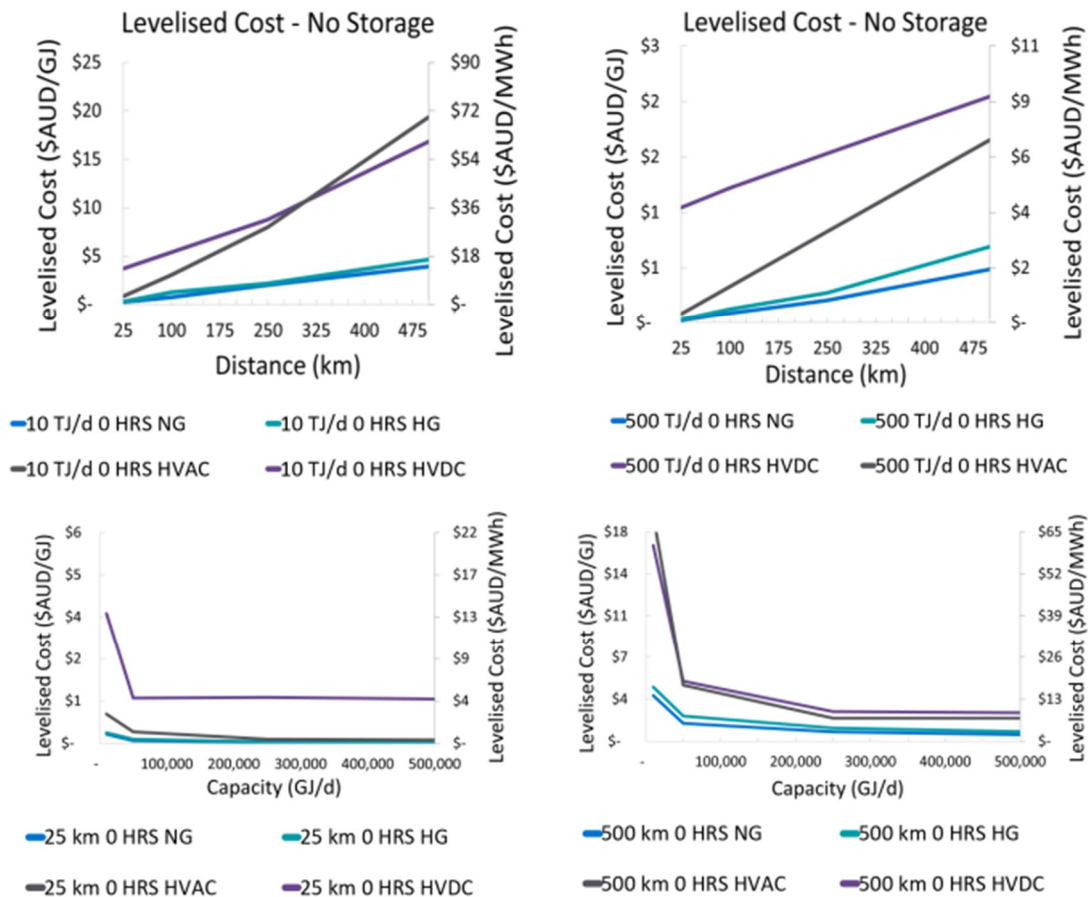 Levelised Cost - No Storage
Levelised Cost ($AUD/GJ)
$25
$20
$15
$10
$5
$-
$90
$72
$54
$36
$18
$-
Levelised Cost ($AUD/MWh)
25 100 175 250 325 400 475
Distance (km)
10 TJ/d 0 HRS NG
10 TJ/d 0 HRS HG
10 TJ/d 0 HRS HVAC
10 TJ/d 0 HRS HVDC
Levelised Cost - No Storage
Levelised Cost ($AUD/GJ)
$3
$2
$2
$1
$1
$-
$11
$9
$6
$4
$2
$-
Levelised Cost ($AUD/MWh)
25 100 175 250 325 400 475
Distance (km)
500 TJ/d 0 HRS NG
500 TJ/d 0 HRS HG
500 TJ/d 0 HRS HVDC
500 TJ/d 0 HRS HVAC
Levelised Cost ($AUD/GJ)
$6
$5
$4
$2
$1
$-
$22
$17
$13
$9
$4
$-
Levelised Cost ($AUD/MWh)
- 100,000 200,000 300,000 400,000 500,000
Capacity (GJ/d)
25 km 0 HRS NG
25 km 0 HRS HG
25 km 0 HRS HVAC
25 km 0 HRS HVDC
Levelised Cost ($AUD/GJ)
$18
$14
$11
$7
$4
$-
$65
$52
$39
$26
$13
$-
Levelised Cost ($AUD/MWh)
- 100,000 200,000 300,000 400,000 500,000
Capacity (GJ/d)
500 km 0 HRS NG
500 km 0 HRS HG
500 km 0 HRS HVAC
500 km 0 HRS HVDC